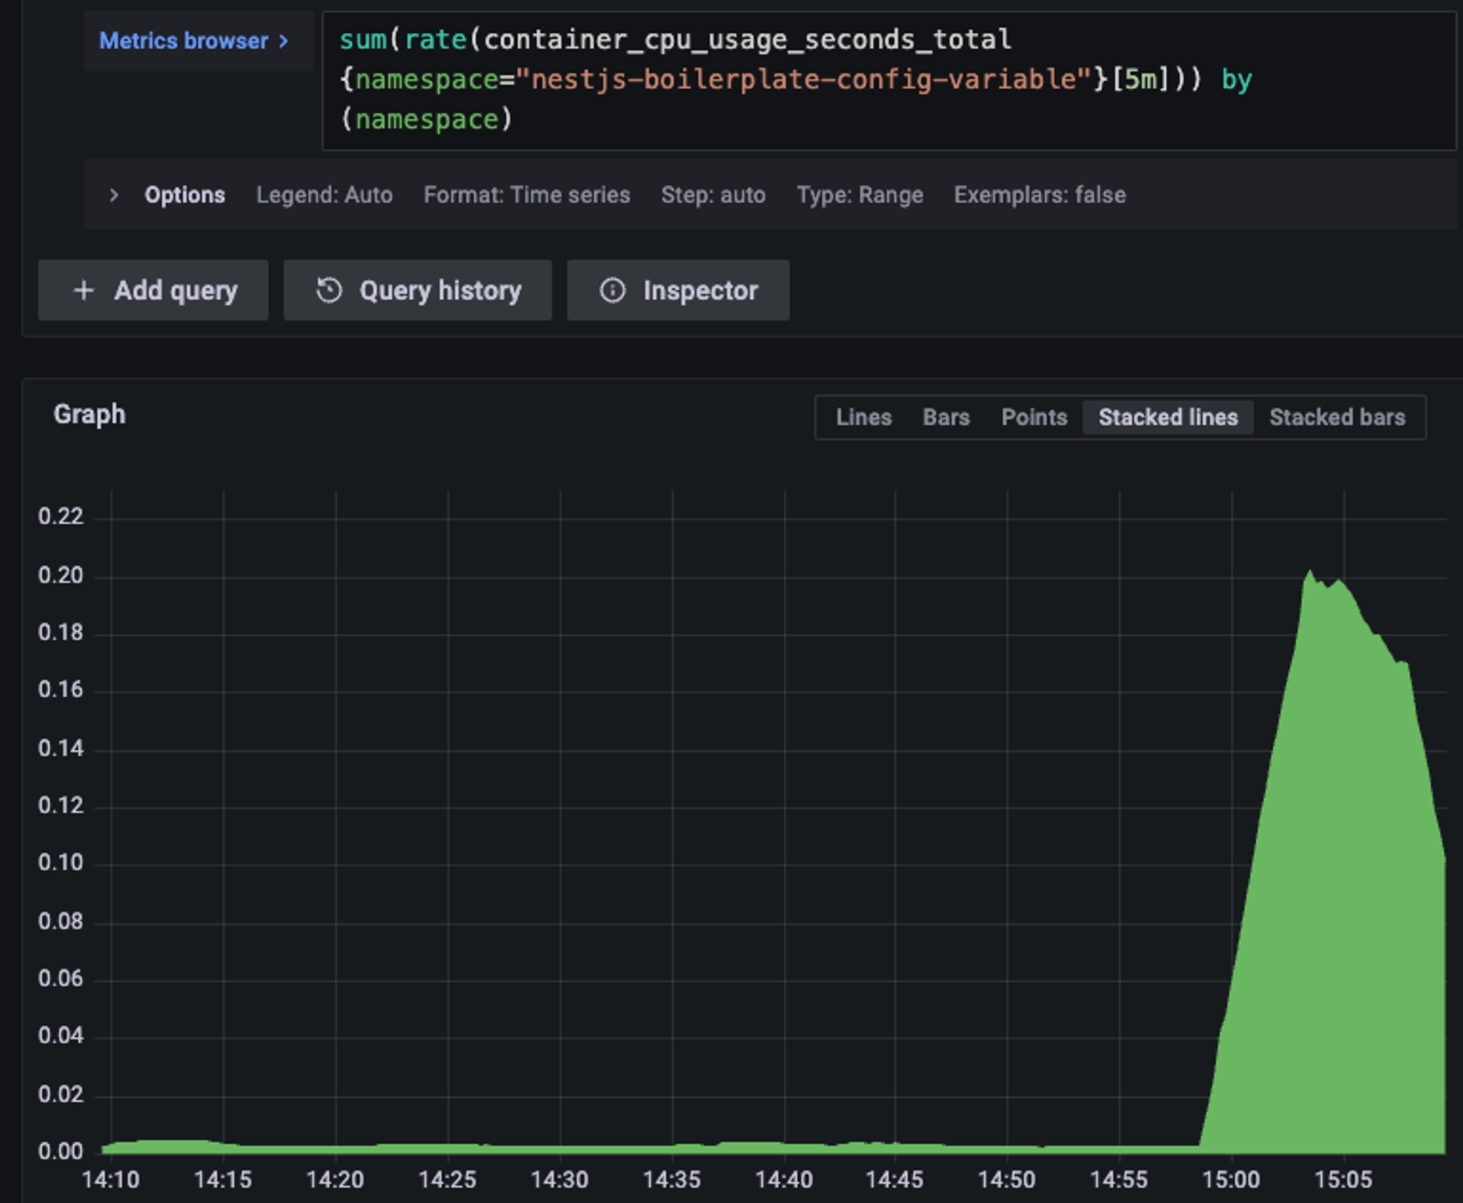 Metrics browser >
sum(rate(container_cpu_usage_seconds_total
{namespace="nestjs-boilerplate-config-variable"}[5m])) by
(namespace)
> Options Legend: Auto Format: Time series Step: auto Type: Range Exemplars: false
+ Add query Query history Inspector
Graph
Lines Bars Points Stacked lines Stacked bars
0.22
0.20
0.18
0.16
0.14
0.12
0.10
0.08
0.06
0.04
0.02
0.00
14:10 14:15 14:20 14:25 14:30 14:35 14:40 14:45 14:50 14:55 15:00 15:05